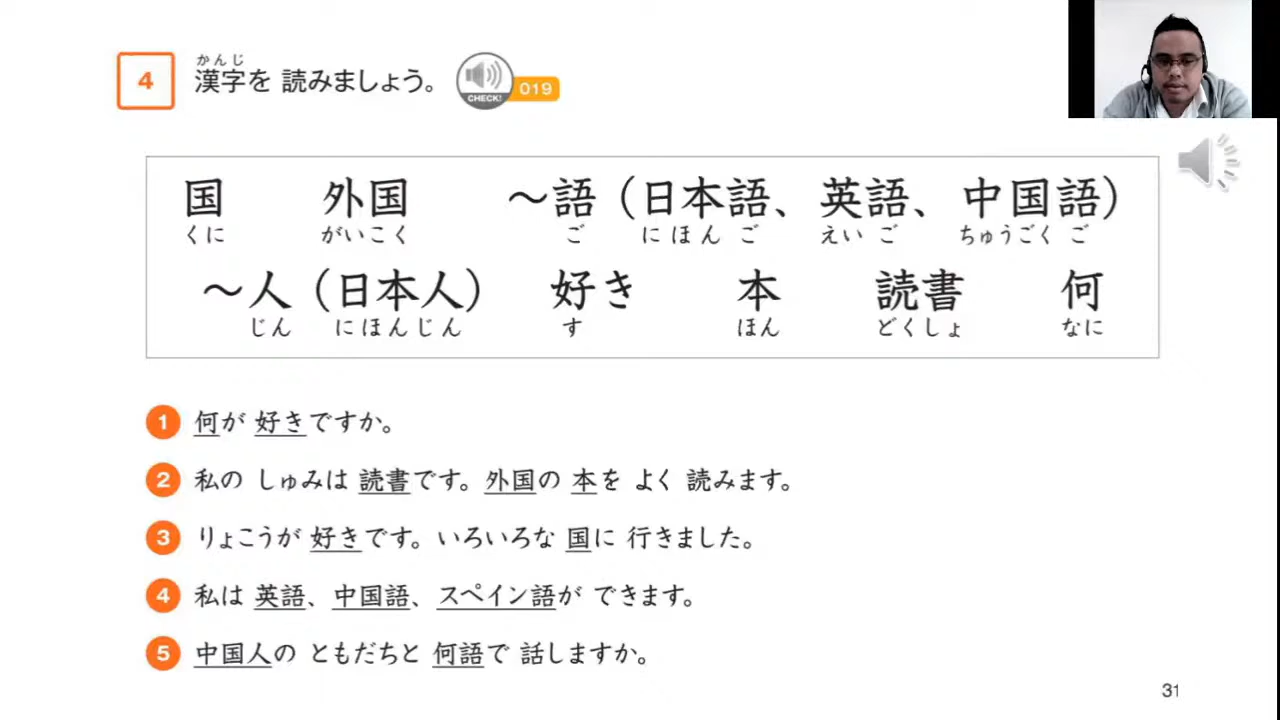 かんじ
4 漢字を 読みましょう。 CHECK! 019
国 外国 〜語（日本語、英語、中国語）
くに がいこく ご にほんご えいご ちゅうごくご
〜人（日本人） 好き 本 読書 何
じん にほんじん す ほん どくしょ なに
1 何が 好きですか。
2 私の しゅみは 読書です。外国の 本を よく 読みます。
3 りょこうが 好きです。いろいろな 国に 行きました。
4 私は 英語、中国語、スペイン語が できます。
5 中国人の ともだちと 何語で 話しますか。
31